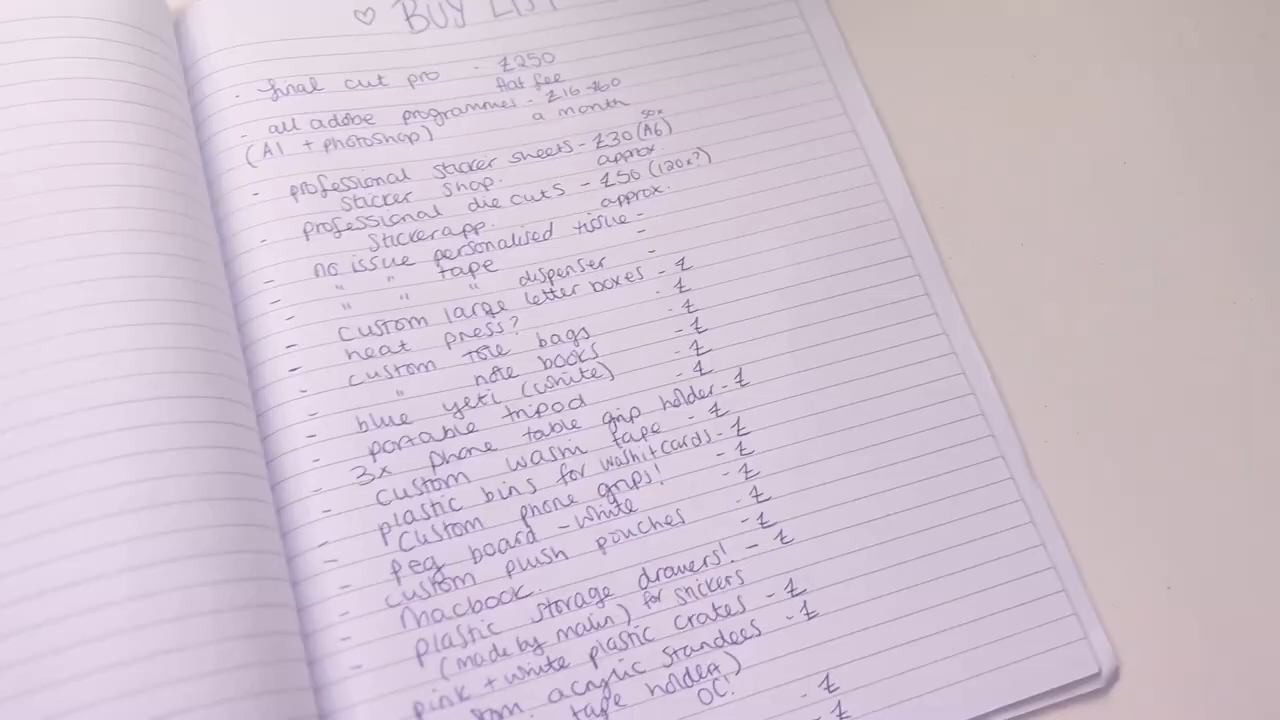 ♡ BUY LIST
- final cut pro - £250
flat fee
- all adobe programmes - £16-£60
(AI + photoshop) a month
- professional sticker sheets - £30 (A6) 50x
sticker shop. approx.
- professional die cuts - £50 (120x?)
stickerapp. approx.
- no issue personalised tissue -
- " " tape -
- " " " dispenser -
- custom large letter boxes - £
- heat press? - £
- custom tote bags - £
- " note books - £
- blue yeti (white) - £
- portable tripod - £
- 3x phone table grip holder - £
- custom washi tape - £
- plastic bins for washi+cards - £
- custom phone grips! - £
- peg board - white - £
- custom plush pouches - £
- Macbook. - £
- plastic storage drawers! - £
(made by main) for stickers
pink + white plastic crates - £
acrylic standees - £
tape holder)
OC!
- £
- £